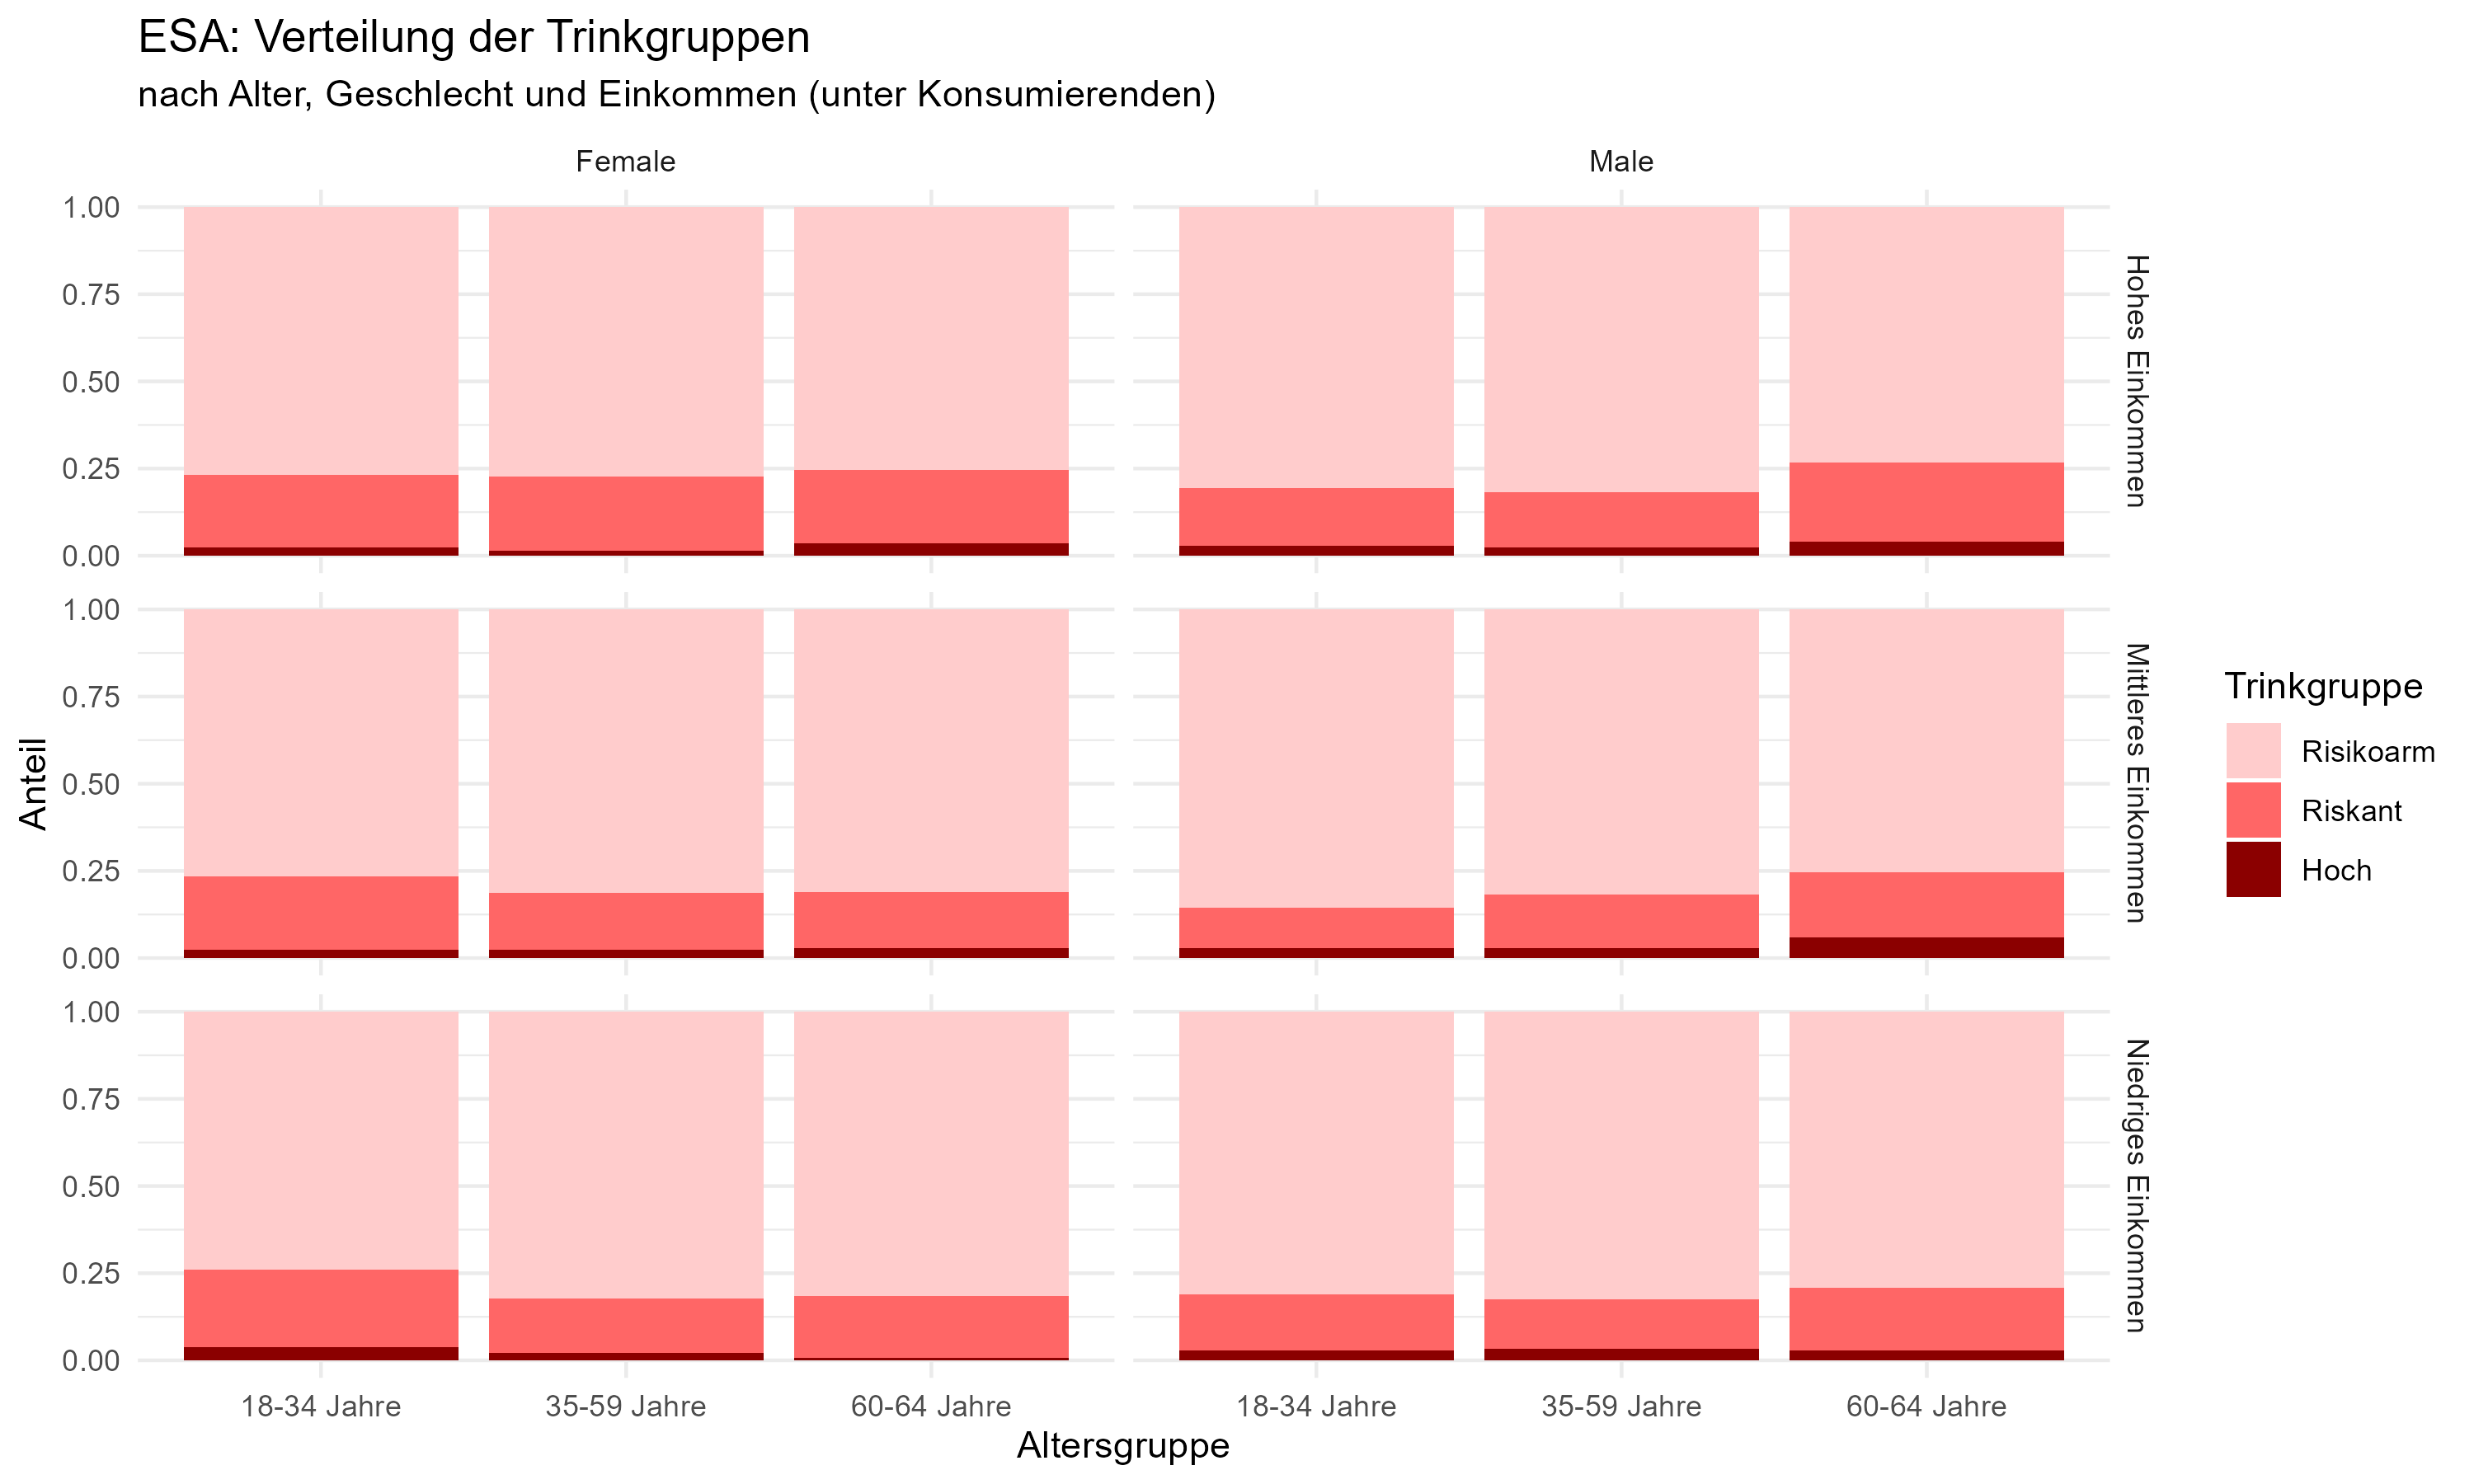 ESA: Verteilung der Trinkgruppen
nach Alter, Geschlecht und Einkommen (unter Konsumierenden)
Female
Male
1.00
0.75
0.50
0.25
0.00
Hohes Einkommen
1.00
0.75
0.50
0.25
0.00
Mittleres Einkommen
1.00
0.75
0.50
0.25
0.00
Niedriges Einkommen
Anteil
18-34 Jahre
35-59 Jahre
60-64 Jahre
18-34 Jahre
35-59 Jahre
60-64 Jahre
Altersgruppe
Trinkgruppe
Risikoarm
Riskant
Hoch